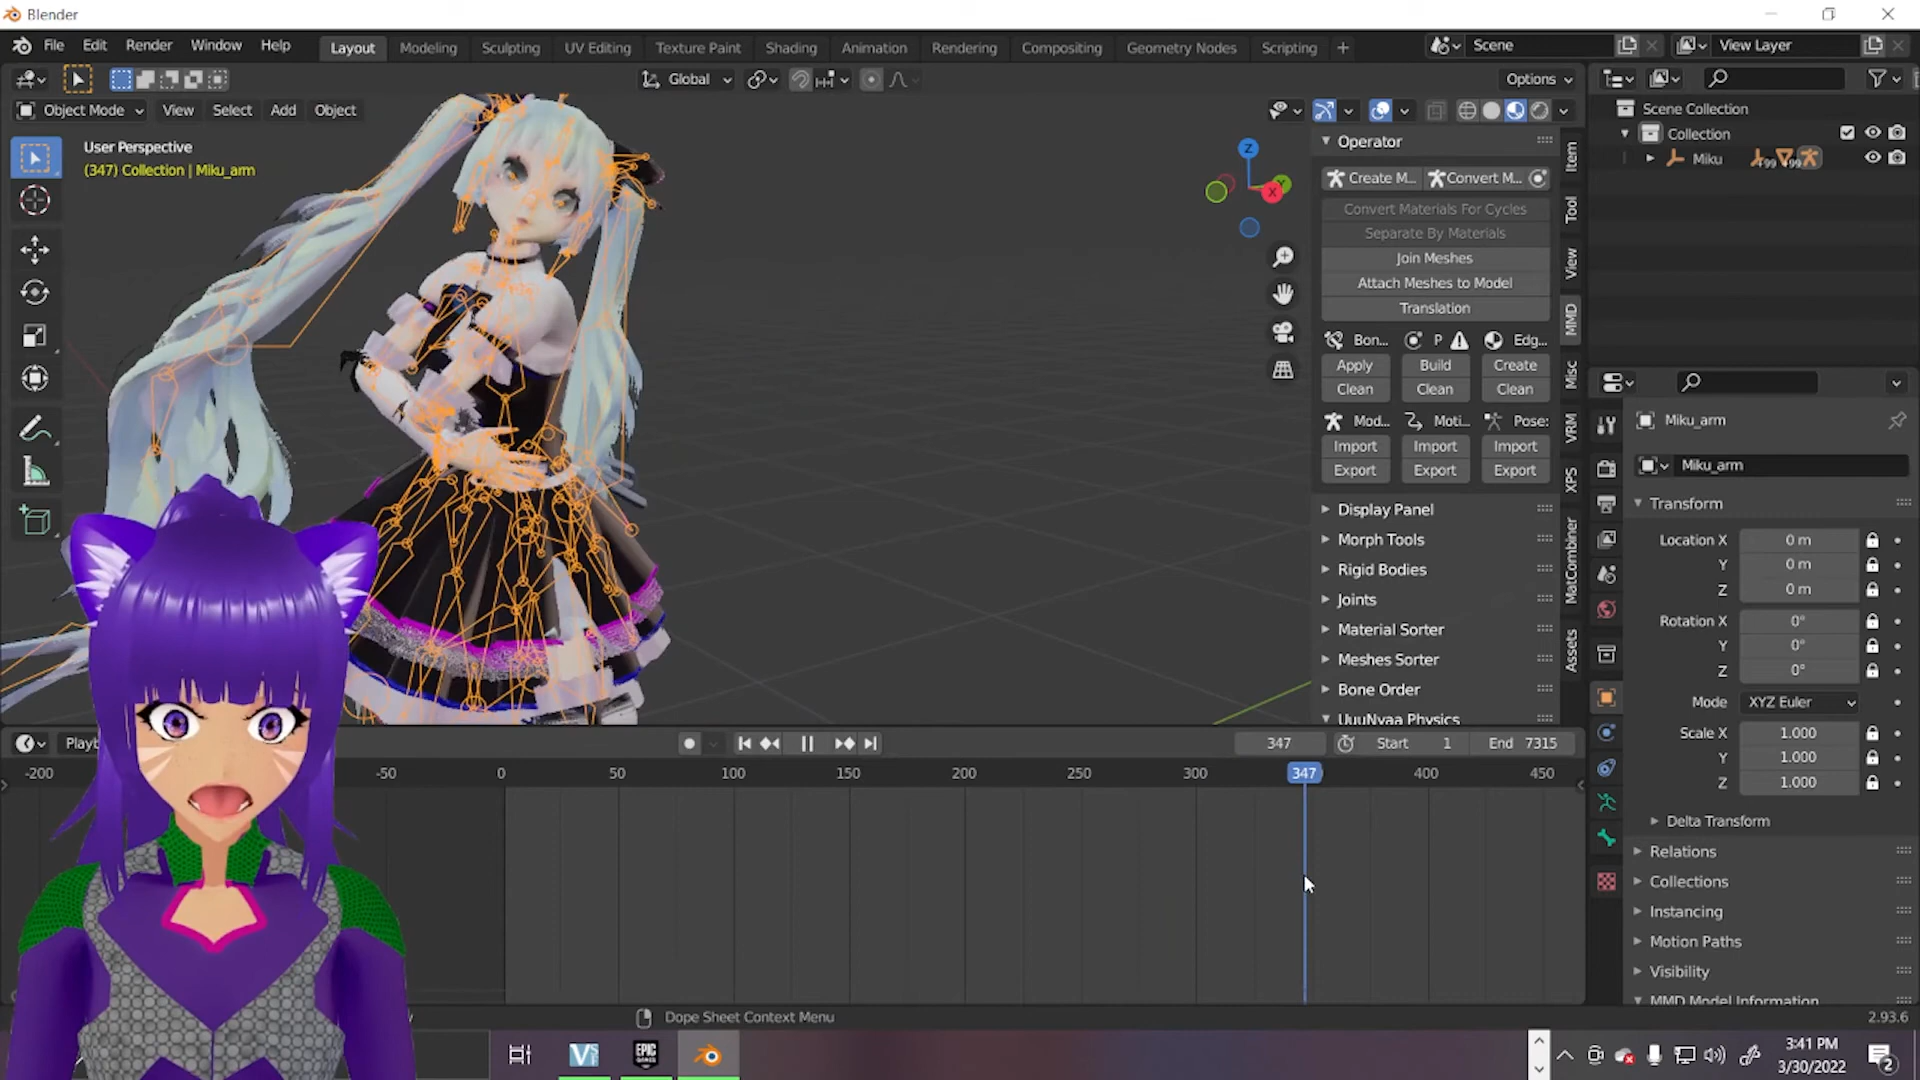 Blender
File Edit Render Window Help
Layout Modeling Sculpting UV Editing Texture Paint Shading Animation Rendering Compositing Geometry Nodes Scripting +
Scene
View Layer
Global
Options
Object Mode View Select Add Object
User Perspective
(347) Collection | Miku_arm
Z
X
Operator
Create M...
Convert M...
Convert Materials For Cycles
Separate By Materials
Join Meshes
Attach Meshes to Model
Translation
Bon...
P
Edg...
Apply
Build
Create
Clean
Clean
Clean
Mod...
Moti...
Pose:
Import
Import
Import
Export
Export
Export
Display Panel
Morph Tools
Rigid Bodies
Joints
Material Sorter
Meshes Sorter
Bone Order
UuuNyaa Physics
Item
Tool
View
MMD
Misc
VRM
XPS
MatCombiner
Assets
Scene Collection
Collection
Miku
99
99
Miku_arm
Miku_arm
Transform
Location X 0 m
Y 0 m
Z 0 m
Rotation X 0°
Y 0°
Z 0°
Mode XYZ Euler
Scale X 1.000
Y 1.000
Z 1.000
Delta Transform
Relations
Collections
Instancing
Motion Paths
Visibility
MMD Model Information
Playb
347
Start 1
End 7315
-200 -50 0 50 100 150 200 250 300 347 400 450
Dope Sheet Context Menu
2.93.6
EPIC
GAMES
3:41 PM
3/30/2022
2